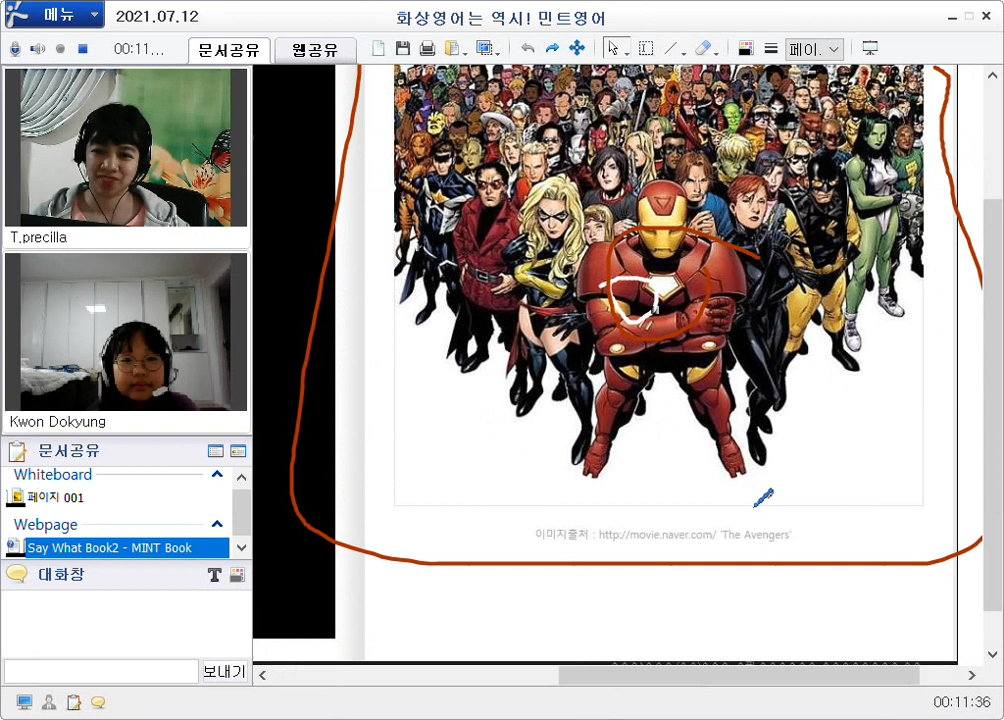 메뉴
2021.07.12
화상영어는 역시! 민트영어
00:11...
문서공유
웹공유
페이.
T.precilla
Kwon Dokyung
문서공유
Whiteboard
페이지 001
Webpage
Say What Book2 - MINT Book
대화창
T
보내기
이미지출처 : http://movie.naver.com/ 'The Avengers'
00:11:36